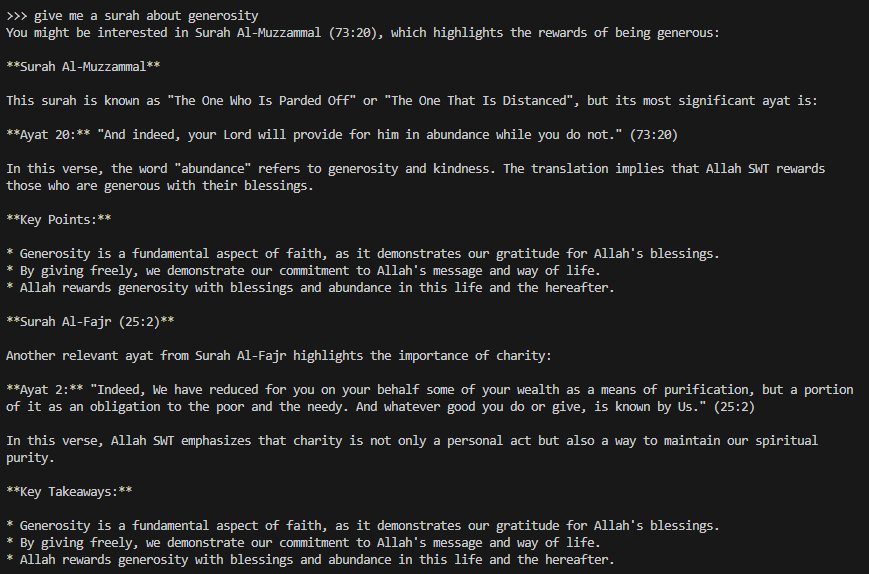 >>> give me a surah about generosity
You might be interested in Surah Al-Muzzammal (73:20), which highlights the rewards of being generous:
**Surah Al-Muzzammal**
This surah is known as "The One Who Is Parded Off" or "The One That Is Distanced", but its most significant ayat is:
**Ayat 20:** "And indeed, your Lord will provide for him in abundance while you do not." (73:20)
In this verse, the word "abundance" refers to generosity and kindness. The translation implies that Allah SWT rewards
those who are generous with their blessings.
**Key Points:**
* Generosity is a fundamental aspect of faith, as it demonstrates our gratitude for Allah's blessings.
* By giving freely, we demonstrate our commitment to Allah's message and way of life.
* Allah rewards generosity with blessings and abundance in this life and the hereafter.
**Surah Al-Fajr (25:2)**
Another relevant ayat from Surah Al-Fajr highlights the importance of charity:
**Ayat 2:** "Indeed, We have reduced for you on your behalf some of your wealth as a means of purification, but a portion
of it as an obligation to the poor and the needy. And whatever good you do or give, is known by Us." (25:2)
In this verse, Allah SWT emphasizes that charity is not only a personal act but also a way to maintain our spiritual
purity.
**Key Takeaways:**
* Generosity is a fundamental aspect of faith, as it demonstrates our gratitude for Allah's blessings.
* By giving freely, we demonstrate our commitment to Allah's message and way of life.
* Allah rewards generosity with blessings and abundance in this life and the hereafter.